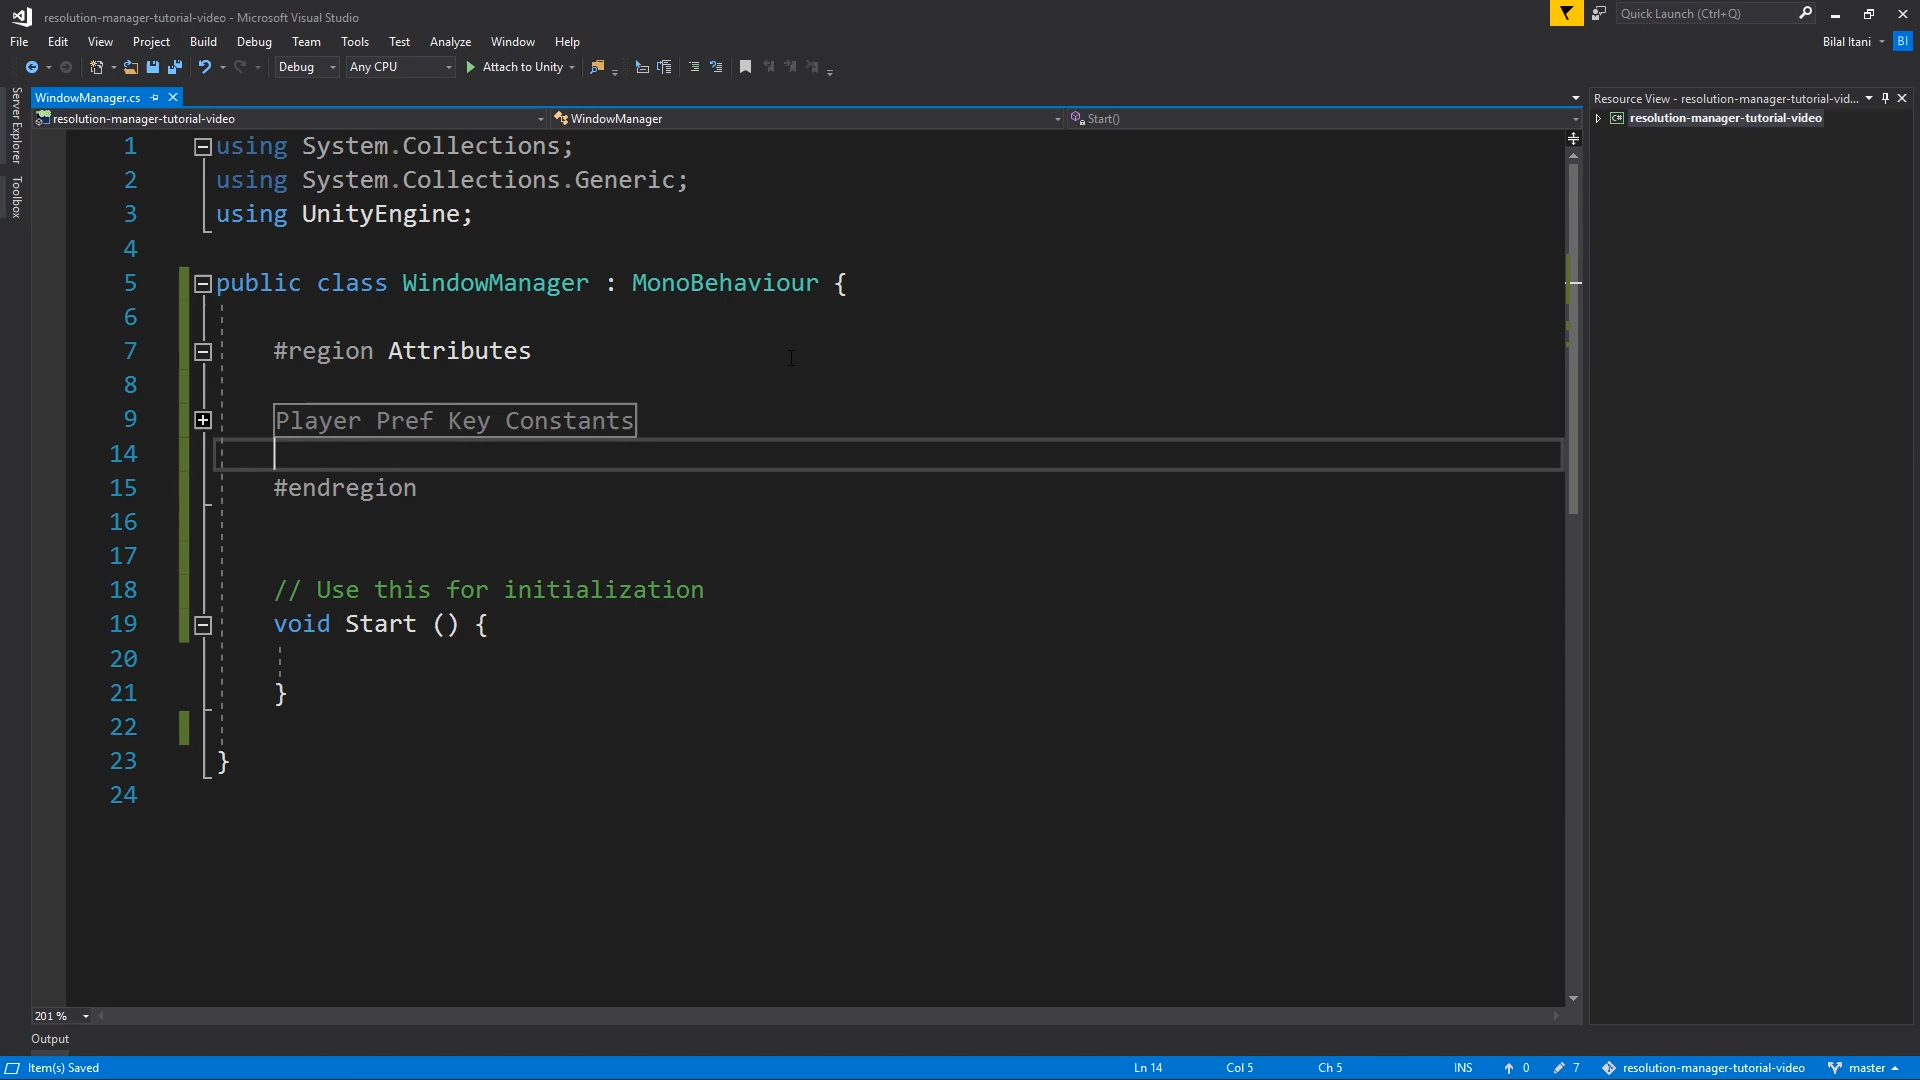 resolution-manager-tutorial-video - Microsoft Visual Studio
Quick Launch (Ctrl+Q)
File Edit View Project Build Debug Team Tools Test Analyze Window Help
Bilal Itani BI
Debug Any CPU Attach to Unity
Server Explorer
Toolbox
WindowManager.cs
resolution-manager-tutorial-video WindowManager Start()
Resource View - resolution-manager-tutorial-vid...
C# resolution-manager-tutorial-video
1 using System.Collections;
2 using System.Collections.Generic;
3 using UnityEngine;
4
5 public class WindowManager : MonoBehaviour {
6
7 #region Attributes
8
9 Player Pref Key Constants
14
15 #endregion
16
17
18 // Use this for initialization
19 void Start () {
20
21 }
22
23 }
24
201 %
Output
Item(s) Saved Ln 14 Col 5 Ch 5 INS 0 7 resolution-manager-tutorial-video master